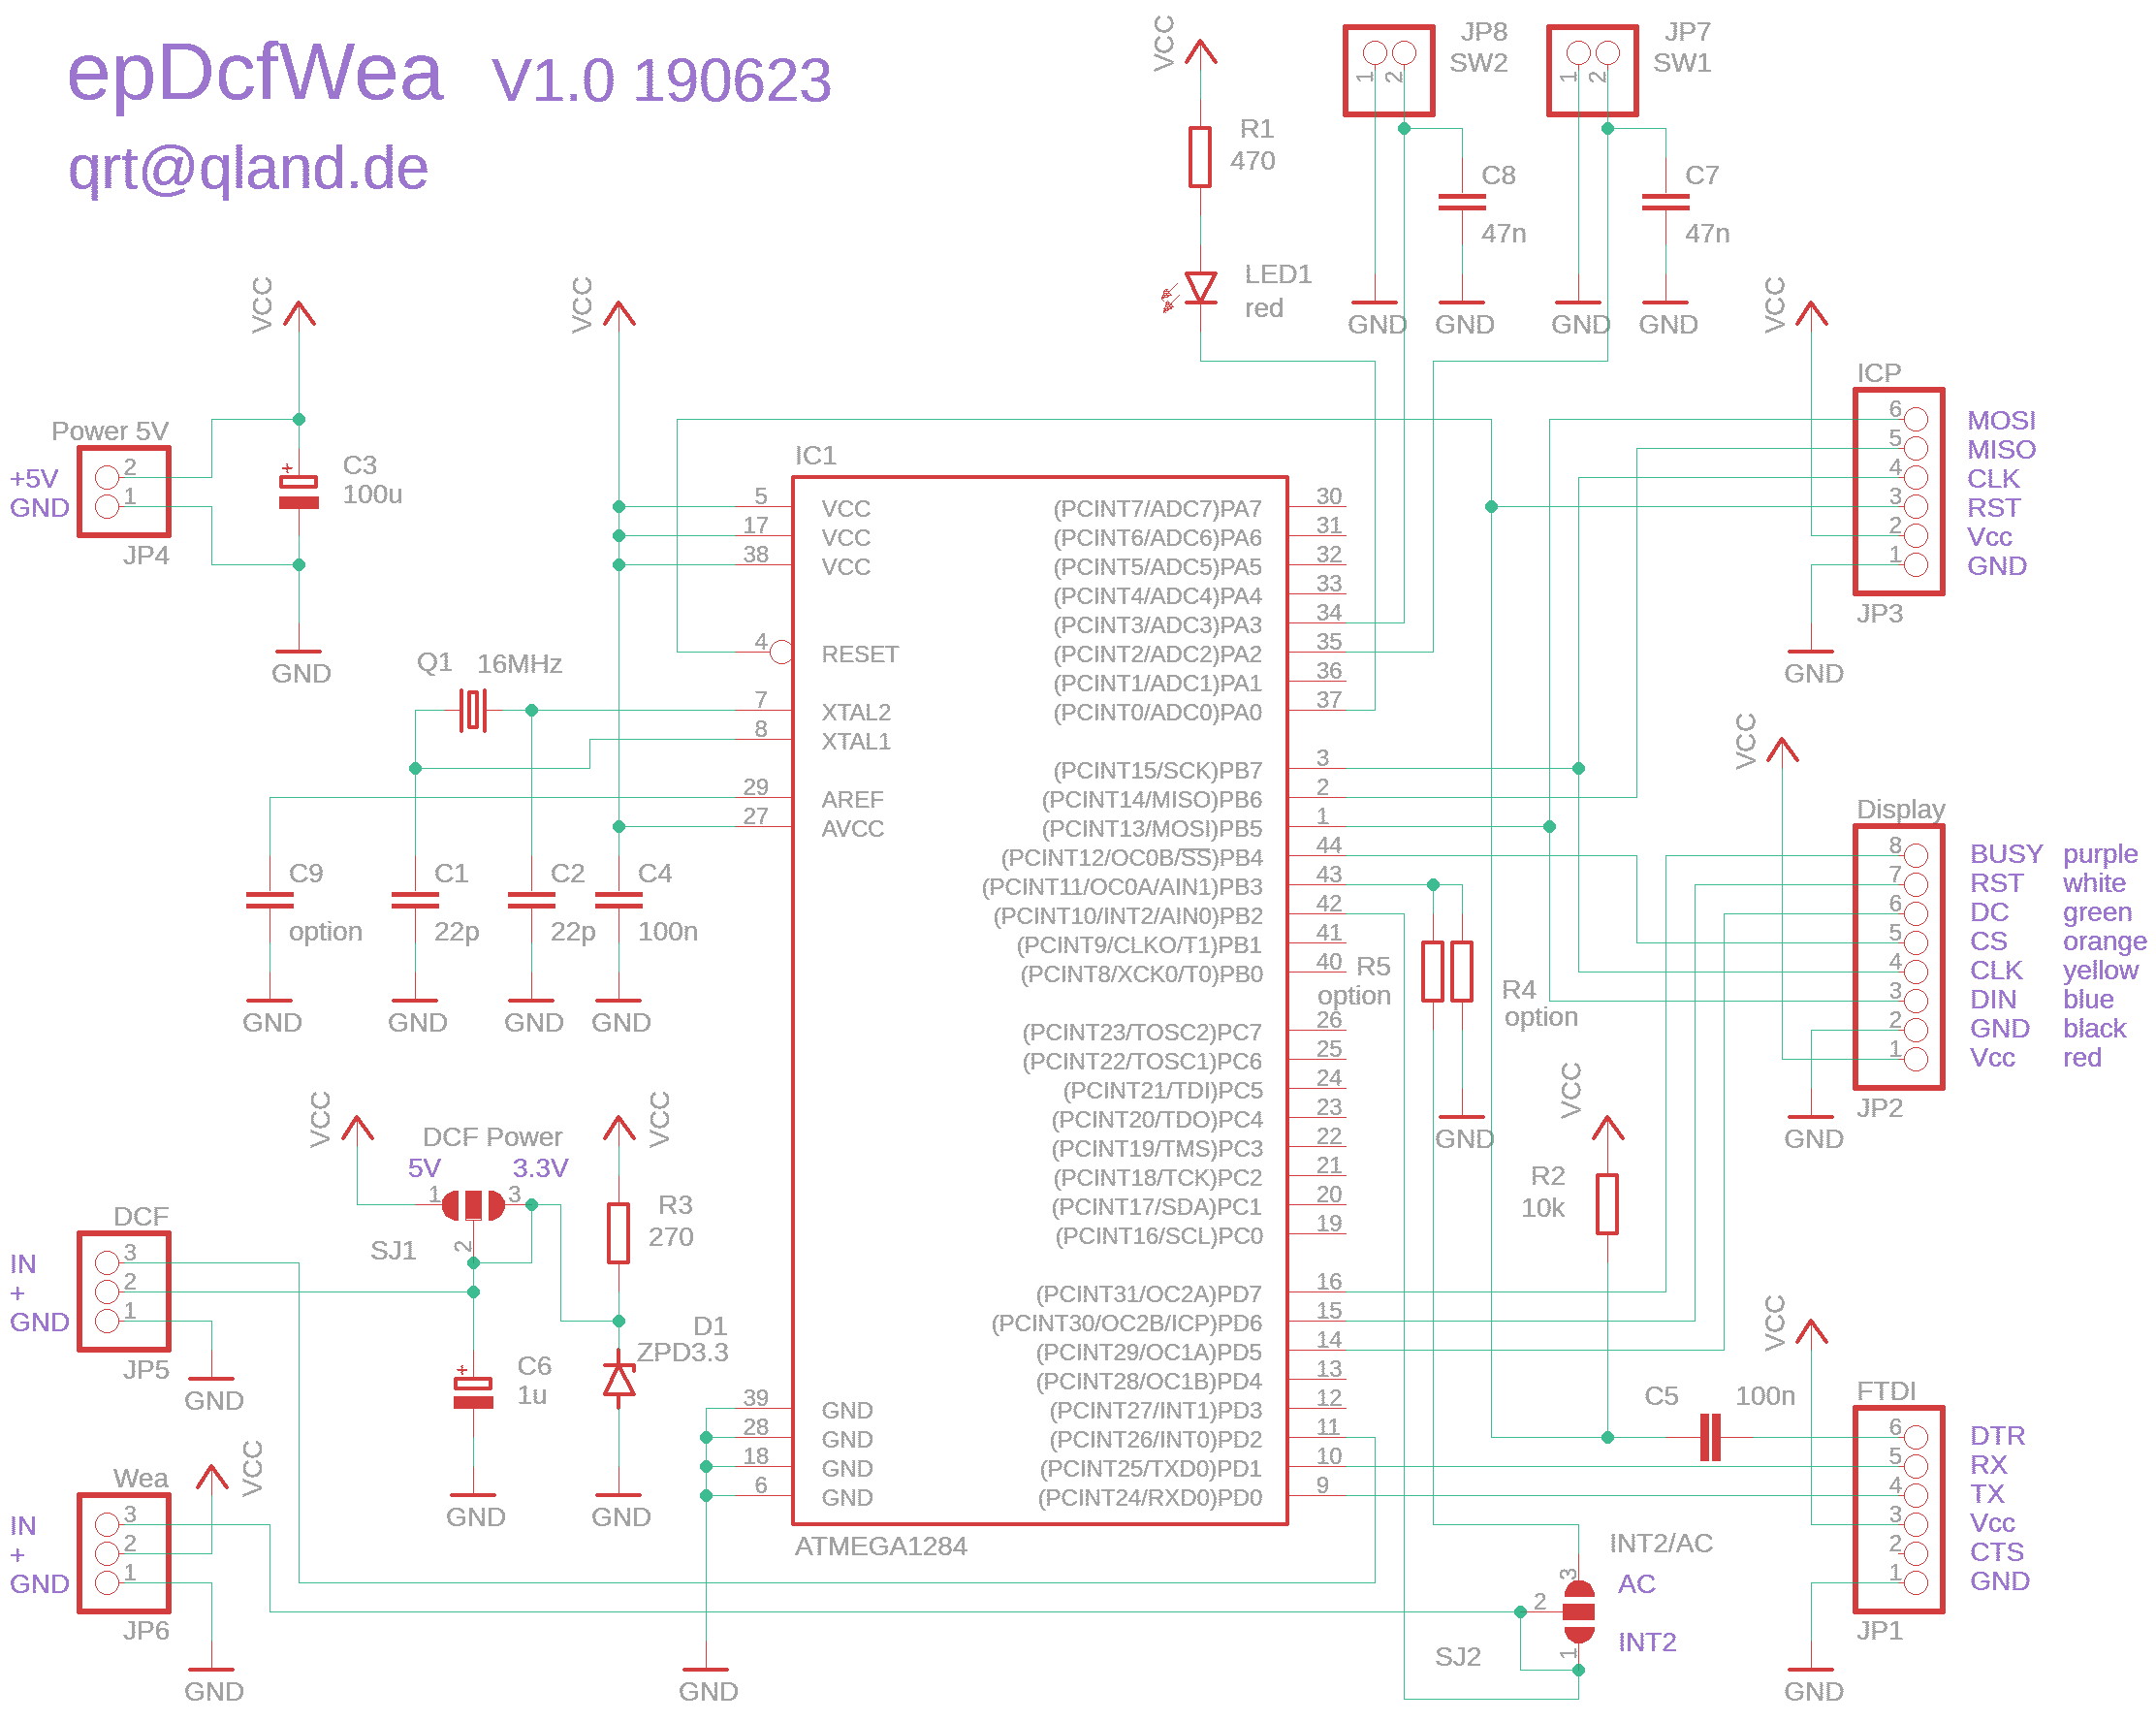 epDcfWea V1.0 190623
qrt@qland.de
VCC
R1
470
LED1
red
JP8
SW2
1
2
C8
47n
GND
GND
JP7
SW1
1
2
C7
47n
GND
GND
VCC
Power 5V
+5V
GND
2
1
JP4
C3
100u
+
GND
VCC
Q1
16MHz
C9
option
GND
C1
22p
GND
C2
22p
GND
C4
100n
GND
IC1
5 VCC
17 VCC
38 VCC
4 RESET
7 XTAL2
8 XTAL1
29 AREF
27 AVCC
39 GND
28 GND
18 GND
6 GND
(PCINT7/ADC7)PA7 30
(PCINT6/ADC6)PA6 31
(PCINT5/ADC5)PA5 32
(PCINT4/ADC4)PA4 33
(PCINT3/ADC3)PA3 34
(PCINT2/ADC2)PA2 35
(PCINT1/ADC1)PA1 36
(PCINT0/ADC0)PA0 37
(PCINT15/SCK)PB7 3
(PCINT14/MISO)PB6 2
(PCINT13/MOSI)PB5 1
(PCINT12/OC0B/SS)PB4 44
(PCINT11/OC0A/AIN1)PB3 43
(PCINT10/INT2/AIN0)PB2 42
(PCINT9/CLKO/T1)PB1 41
(PCINT8/XCK0/T0)PB0 40
(PCINT23/TOSC2)PC7 26
(PCINT22/TOSC1)PC6 25
(PCINT21/TDI)PC5 24
(PCINT20/TDO)PC4 23
(PCINT19/TMS)PC3 22
(PCINT18/TCK)PC2 21
(PCINT17/SDA)PC1 20
(PCINT16/SCL)PC0 19
(PCINT31/OC2A)PD7 16
(PCINT30/OC2B/ICP)PD6 15
(PCINT29/OC1A)PD5 14
(PCINT28/OC1B)PD4 13
(PCINT27/INT1)PD3 12
(PCINT26/INT0)PD2 11
(PCINT25/TXD0)PD1 10
(PCINT24/RXD0)PD0 9
ATMEGA1284
GND
VCC
ICP
6 MOSI
5 MISO
4 CLK
3 RST
2 Vcc
1 GND
JP3
GND
VCC
Display
8 BUSY purple
7 RST white
6 DC green
5 CS orange
4 CLK yellow
3 DIN blue
2 GND black
1 Vcc red
JP2
GND
R5
option
R4
option
GND
VCC
R2
10k
VCC
C5
100n
FTDI
6 DTR
5 RX
4 TX
3 Vcc
2 CTS
1 GND
JP1
GND
VCC
DCF Power
5V
3.3V
1
3
2
SJ1
VCC
R3
270
D1
ZPD3.3
GND
C6
1u
+
GND
DCF
IN
+
GND
3
2
1
JP5
GND
Wea
VCC
IN
+
GND
3
2
1
JP6
GND
INT2/AC
AC
INT2
3
2
1
SJ2